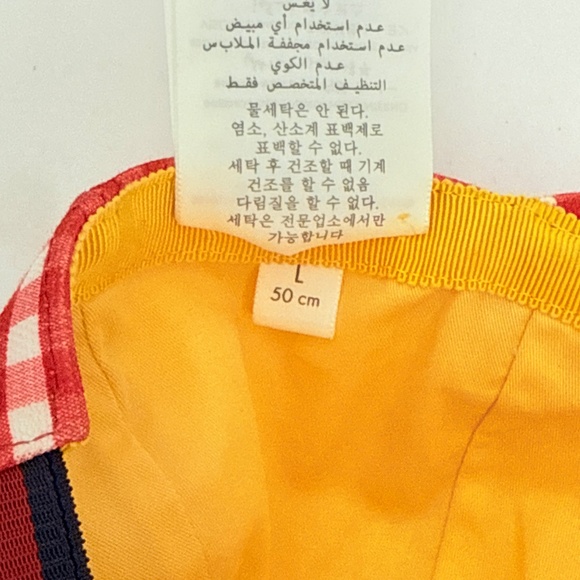 لا يغسل
عدم استخدام أي مبيض
عدم استخدام مجففة الملابس
عدم الكوي
التنظيف المتخصص فقط
물세탁은 안 된다.
염소, 산소계 표백제로
표백할 수 없다.
세탁 후 건조할 때 기계
건조를 할 수 없음
다림질을 할 수 없다.
세탁은 전문업소에서만
가능합니다
L
50 cm